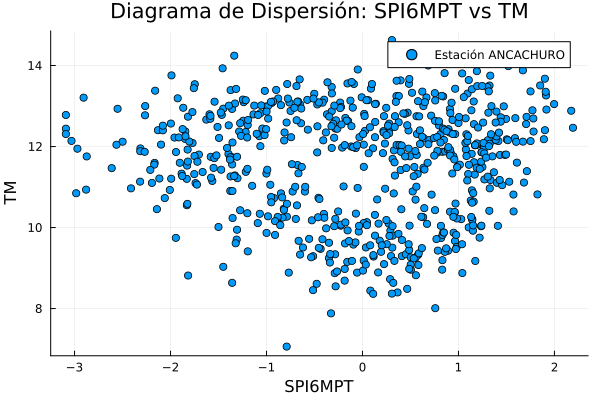 Diagrama de Dispersión: SPI6MPT vs TM
Estación ANCACHURO
14
12
10
8
TM
−3 −2 −1 0 1 2
SPI6MPT